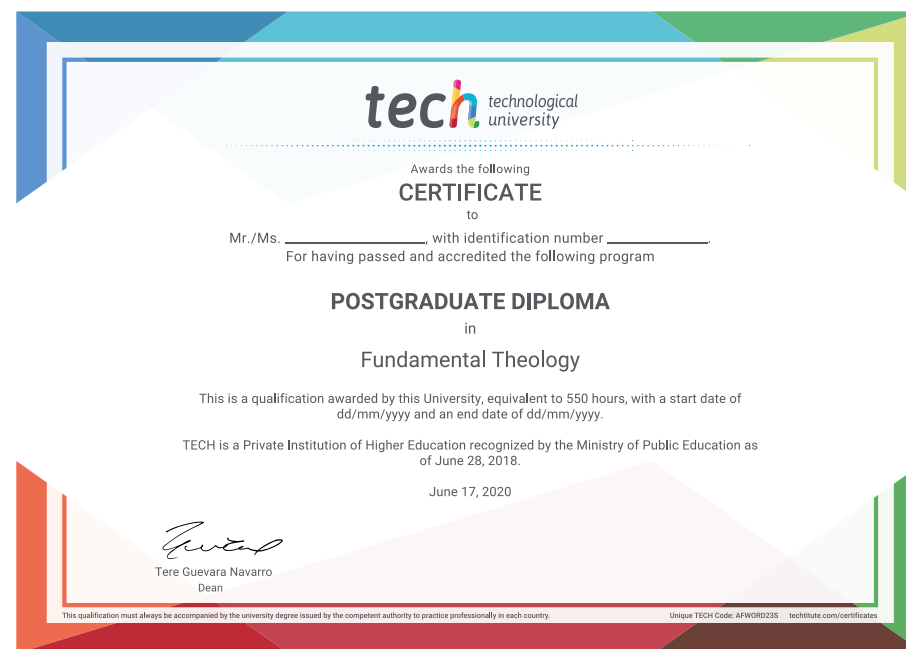 tech technological
university
Awards the following
CERTIFICATE
to
Mr./Ms. ____________________, with identification number ______________.
For having passed and accredited the following program
POSTGRADUATE DIPLOMA
in
Fundamental Theology
This is a qualification awarded by this University, equivalent to 550 hours, with a start date of
dd/mm/yyyy and an end date of dd/mm/yyyy.
TECH is a Private Institution of Higher Education recognized by the Ministry of Public Education as
of June 28, 2018.
June 17, 2020
Tere Guevara Navarro
Dean
This qualification must always be accompanied by the university degree issued by the competent authority to practice professionally in each country.
Unique TECH Code: AFWORD23S techtitute.com/certificates